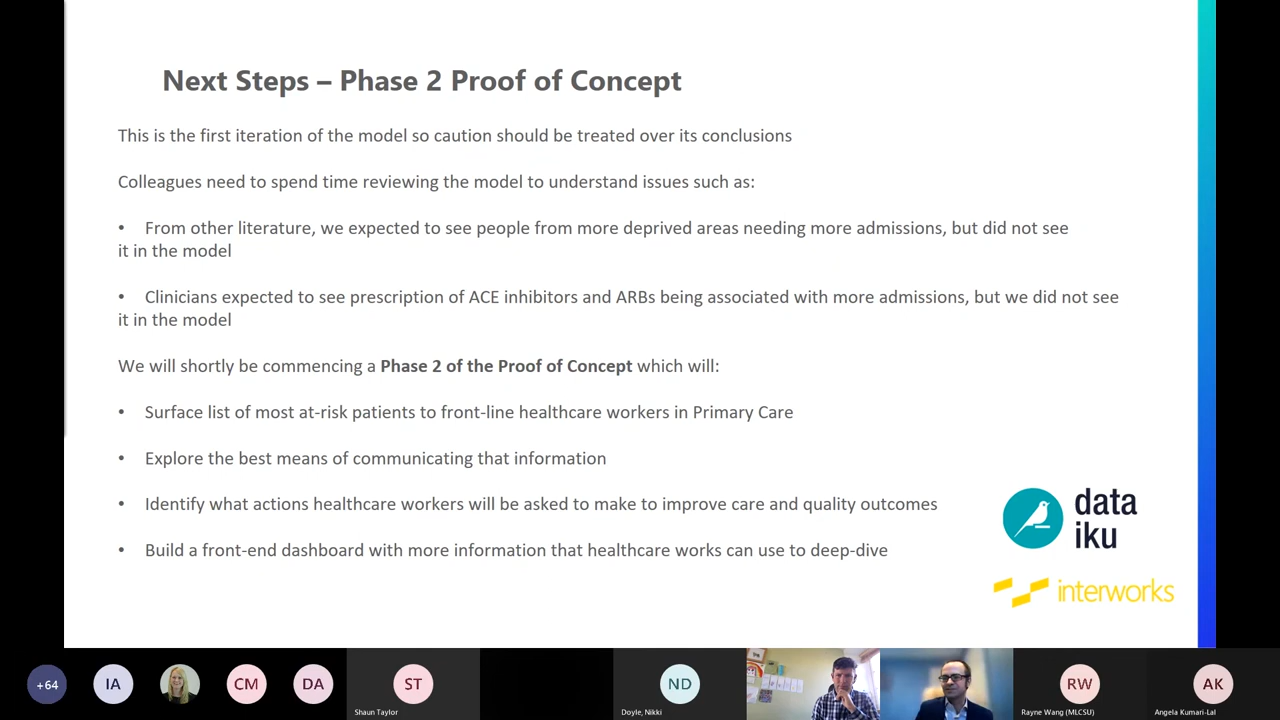 Next Steps – Phase 2 Proof of Concept
This is the first iteration of the model so caution should be treated over its conclusions
Colleagues need to spend time reviewing the model to understand issues such as:
• From other literature, we expected to see people from more deprived areas needing more admissions, but did not see
it in the model
• Clinicians expected to see prescription of ACE inhibitors and ARBs being associated with more admissions, but we did not see
it in the model
We will shortly be commencing a Phase 2 of the Proof of Concept which will:
• Surface list of most at-risk patients to front-line healthcare workers in Primary Care
• Explore the best means of communicating that information
• Identify what actions healthcare workers will be asked to make to improve care and quality outcomes
• Build a front-end dashboard with more information that healthcare works can use to deep-dive
data
iku
interworks
+64
IA
CM
DA
ST
ND
RW
AK
Shaun Taylor
Doyle, Nikki
Rayne Wang (MLCSU)
Angela Kumari-Lal